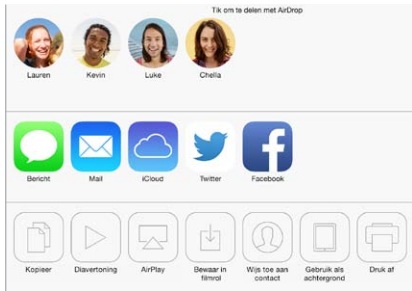 Tik om te delen met AirDrop
Lauren Kevin Luke Chella
Bericht Mail iCloud Twitter Facebook
Kopiëer Diavertoning AirPlay Bewaar in filmrol Wijs toe aan contact Gebruik als achtergrond Druk af